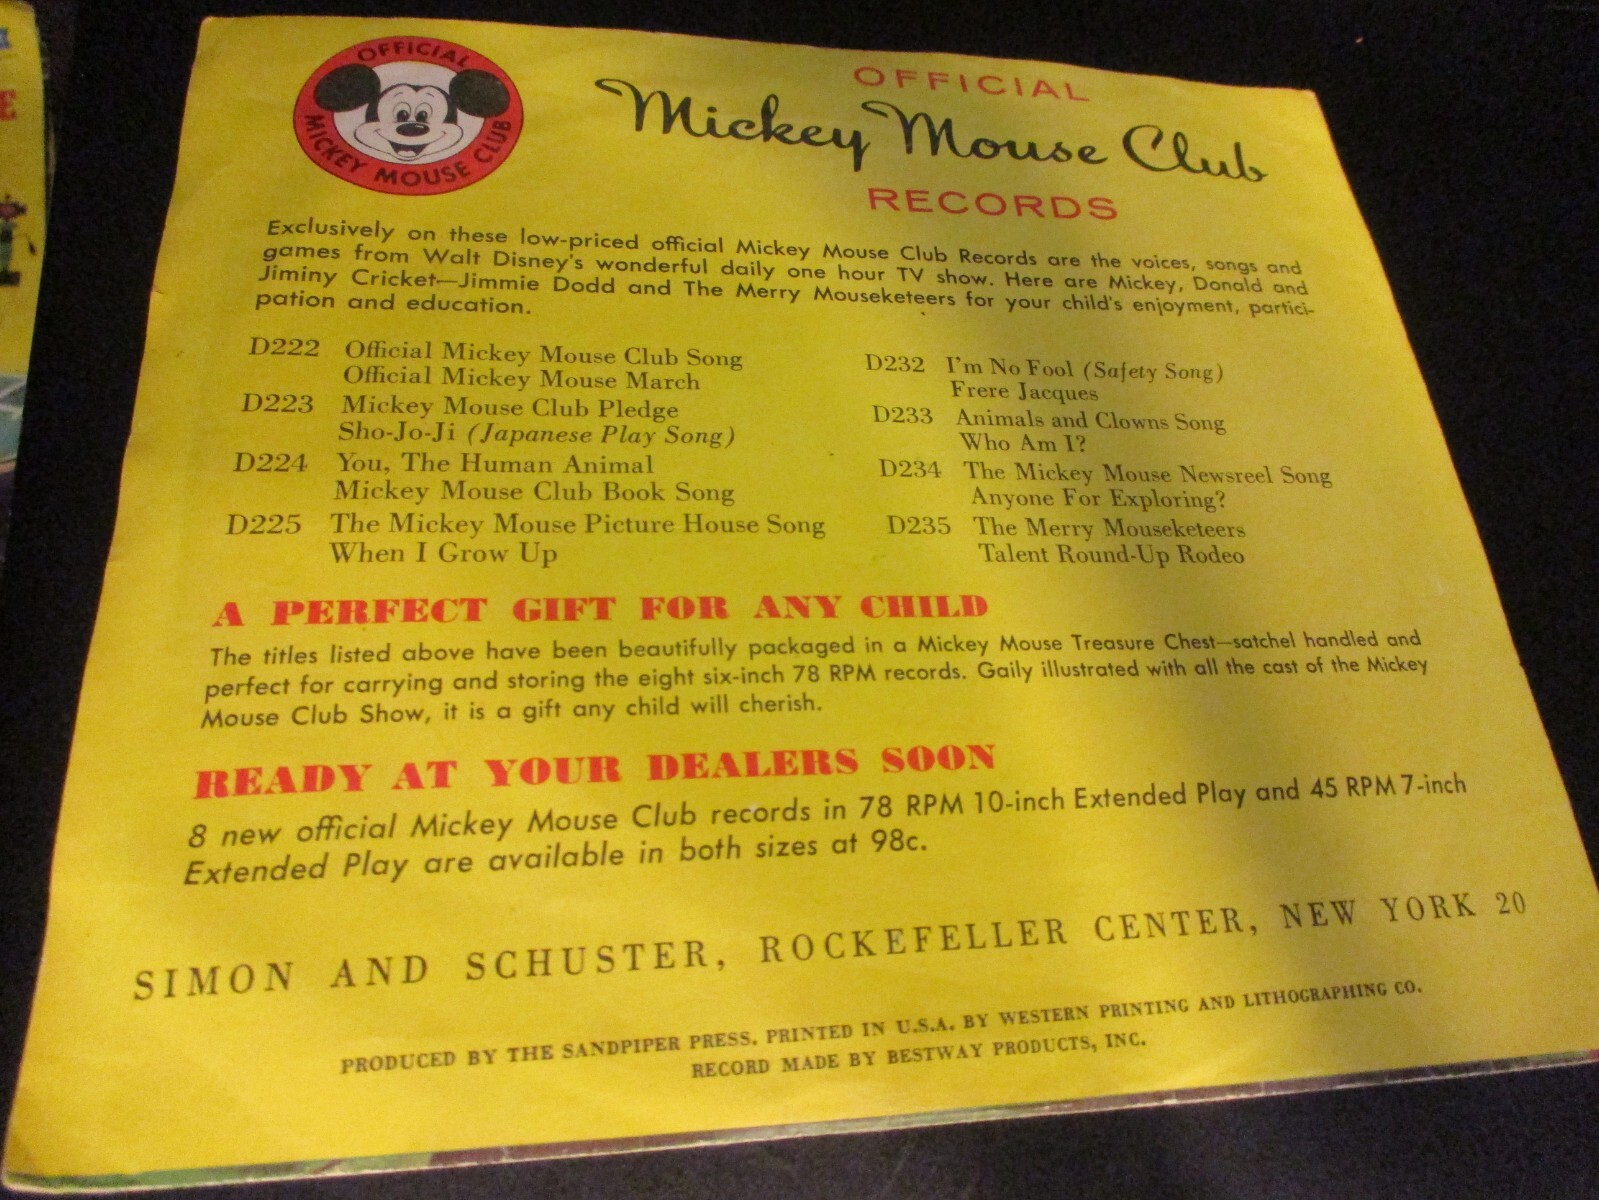 OFFICIAL
MICKEY MOUSE CLUB
OFFICIAL
Mickey Mouse Club
RECORDS
Exclusively on these low-priced official Mickey Mouse Club Records are the voices, songs and
games from Walt Disney's wonderful daily one hour TV show. Here are Mickey, Donald and
Jiminy Cricket—Jimmie Dodd and The Merry Mouseketeers for your child's enjoyment, partici-
pation and education.
D222 Official Mickey Mouse Club Song
Official Mickey Mouse March
D223 Mickey Mouse Club Pledge
Sho-Jo-Ji (Japanese Play Song)
D224 You, The Human Animal
Mickey Mouse Club Book Song
D225 The Mickey Mouse Picture House Song
When I Grow Up
D232 I'm No Fool (Safety Song)
Frere Jacques
D233 Animals and Clowns Song
Who Am I?
D234 The Mickey Mouse Newsreel Song
Anyone For Exploring?
D235 The Merry Mouseketeers
Talent Round-Up Rodeo
A PERFECT GIFT FOR ANY CHILD
The titles listed above have been beautifully packaged in a Mickey Mouse Treasure Chest—satchel handled and
perfect for carrying and storing the eight six-inch 78 RPM records. Gaily illustrated with all the cast of the Mickey
Mouse Club Show, it is a gift any child will cherish.
READY AT YOUR DEALERS SOON
8 new official Mickey Mouse Club records in 78 RPM 10-inch Extended Play and 45 RPM 7-inch
Extended Play are available in both sizes at 98c.
SIMON AND SCHUSTER, ROCKEFELLER CENTER, NEW YORK 20
PRODUCED BY THE SANDPIPER PRESS. PRINTED IN U.S.A. BY WESTERN PRINTING AND LITHOGRAPHING CO.
RECORD MADE BY BESTWAY PRODUCTS, INC.